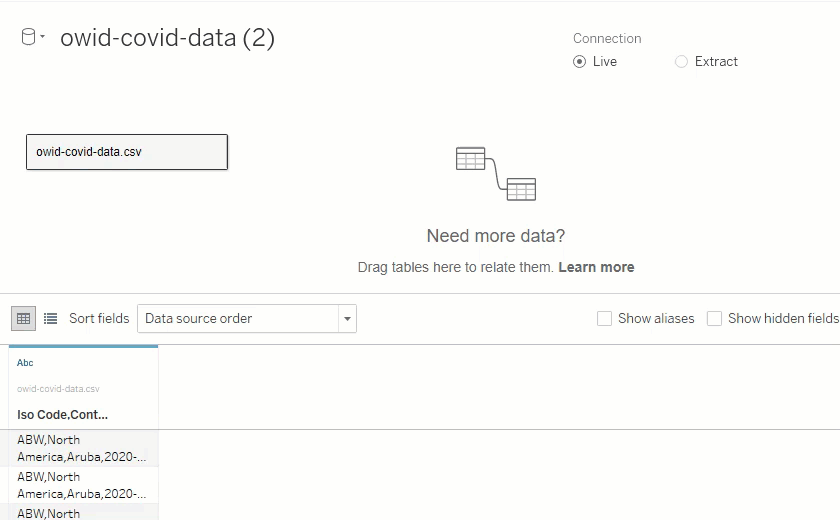 owid-covid-data (2)
Connection
Live
Extract
owid-covid-data.csv
Need more data?
Drag tables here to relate them. Learn more
Sort fields
Data source order
Show aliases
Show hidden fields
Abc
owid-covid-data.csv
Iso Code,Cont...
ABW,North
America,Aruba,2020-...
ABW,North
America,Aruba,2020-...
ABW,North